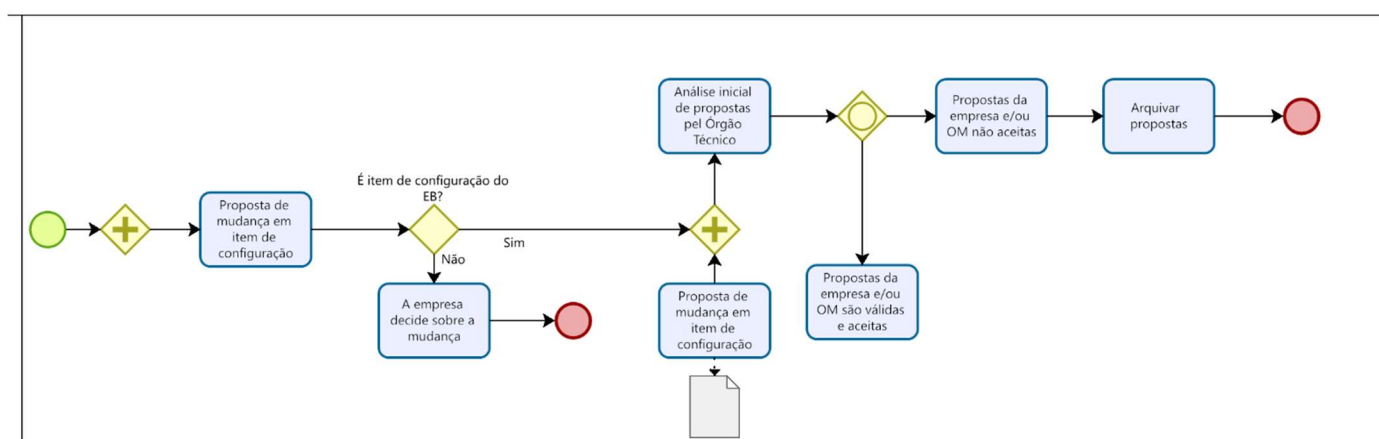 Proposta de
mudança em
item de
configuração
É item de configuração do
EB?
Sim
Não
A empresa
decide sobre a
mudança
Proposta de
mudança em
item de
configuração
Análise inicial
de propostas
pel Órgão
Técnico
Propostas da
empresa e/ou
OM não aceitas
Arquivar
propostas
Propostas da
empresa e/ou
OM são válidas
e aceitas